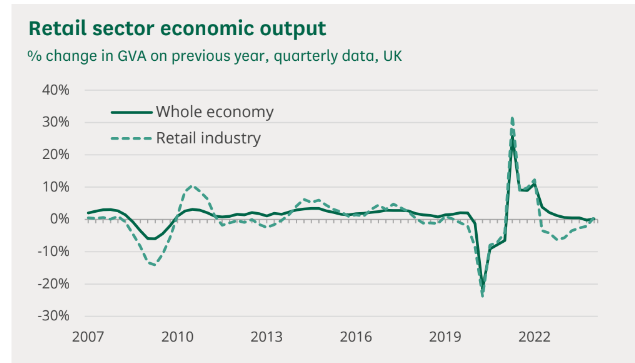 Retail sector economic output
% change in GVA on previous year, quarterly data, UK
40%
Whole economy
30%
Retail industry
20%
10%
0%
-10%
-20%
-30%
2007 2010 2013 2016 2019 2022